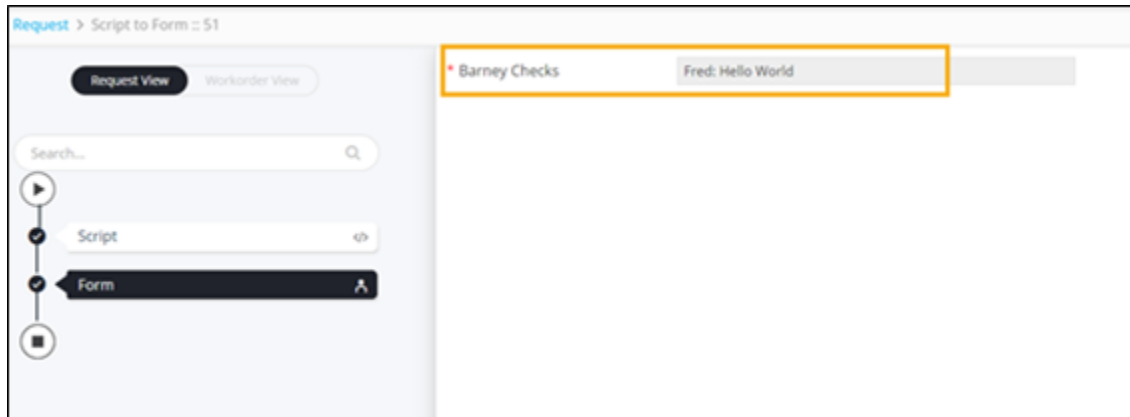 Request > Script to Form :: 51
Request View Workorder View
* Barney Checks Fred: Hello World
Search...
Script </>
Form